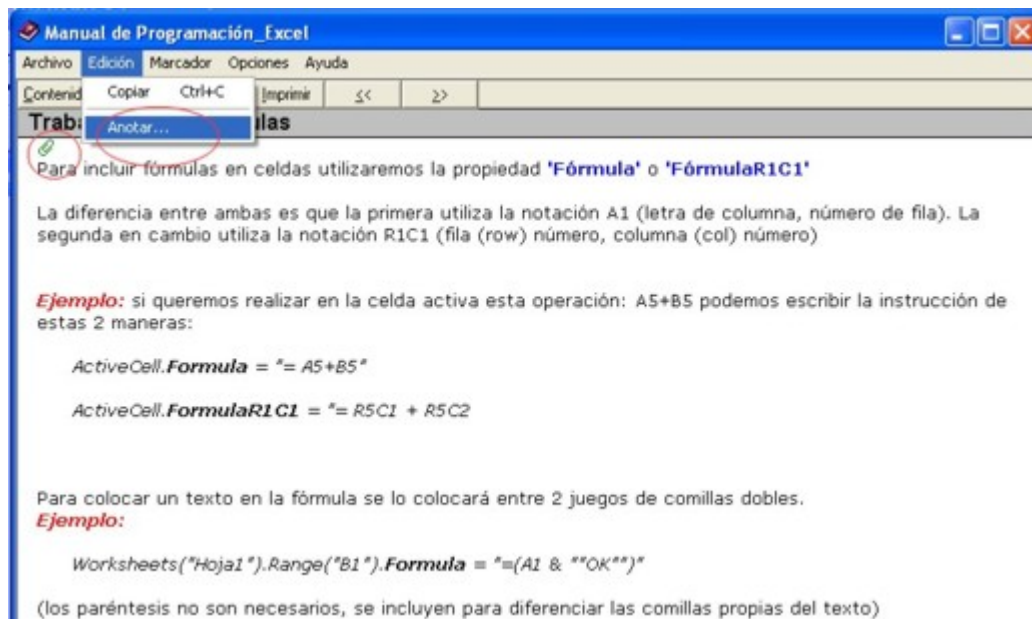 Manual de Programación_Excel
Archivo Edición Marcador Opciones Ayuda
Contenid Copiar Ctrl+C Imprimir << >>
Traba Anotar... las
Para incluir fórmulas en celdas utilizaremos la propiedad 'Fórmula' o 'FórmulaR1C1'
La diferencia entre ambas es que la primera utiliza la notación A1 (letra de columna, número de fila). La
segunda en cambio utiliza la notación R1C1 (fila (row) número, columna (col) número)
Ejemplo: si queremos realizar en la celda activa esta operación: A5+B5 podemos escribir la instrucción de
estas 2 maneras:
ActiveCell.Formula = "= A5+B5"
ActiveCell.FormulaR1C1 = "= R5C1 + R5C2
Para colocar un texto en la fórmula se lo colocará entre 2 juegos de comillas dobles.
Ejemplo:
Worksheets("Hoja1").Range("B1").Formula = "=(A1 & ""OK"")"
(los paréntesis no son necesarios, se incluyen para diferenciar las comillas propias del texto)